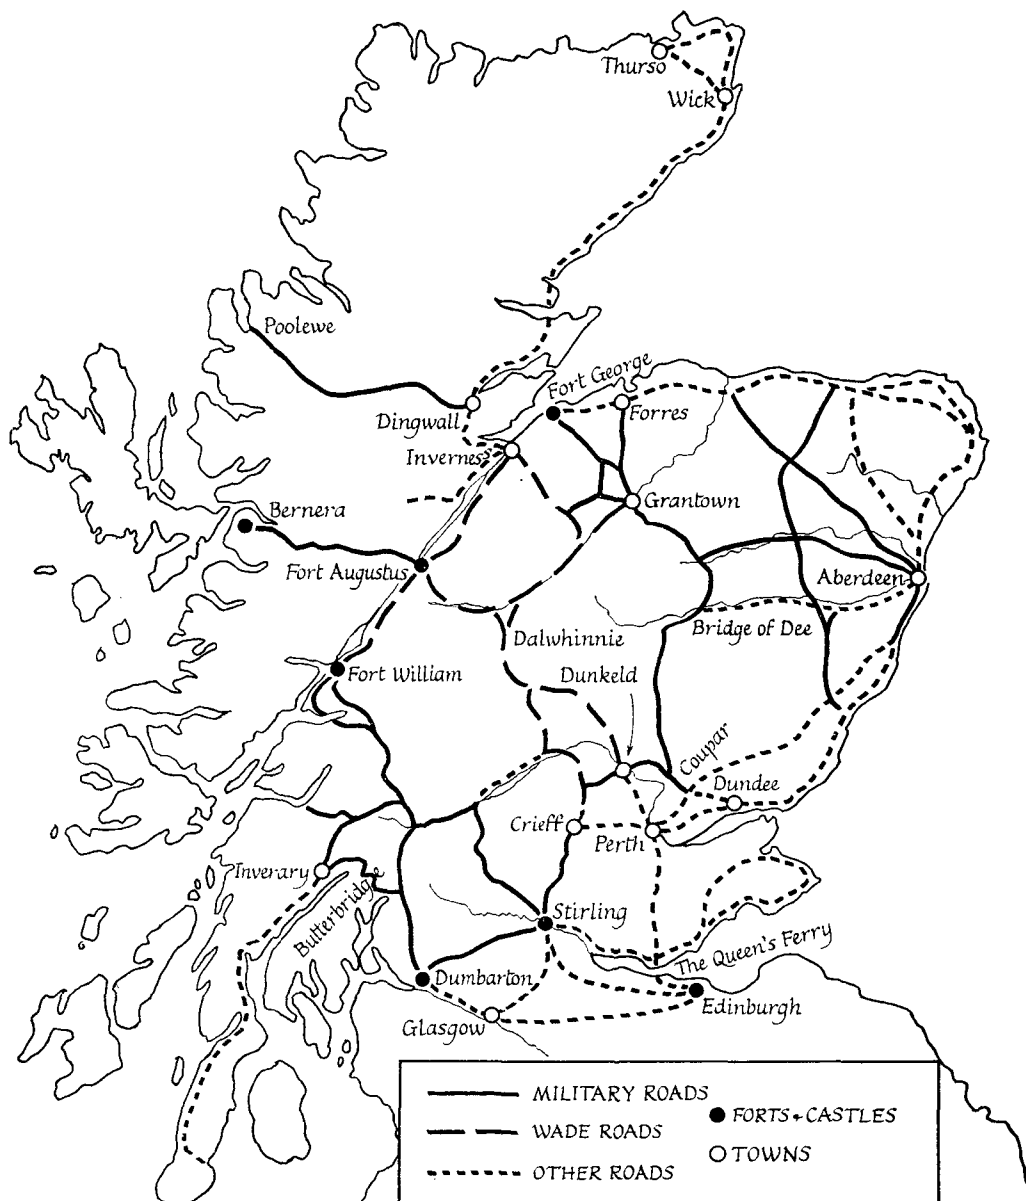 Thurso
Wick
Poolewe
Fort George
Dingwall
Forres
Inverness
Grantown
Bernera
Fort Augustus
Aberdeen
Bridge of Dee
Dalwhinnie
Fort William
Dunkeld
Coupar
Dundee
Crieff
Perth
Inverary
Butterbridge
Stirling
The Queen's Ferry
Dumbarton
Edinburgh
Glasgow
MILITARY ROADS
FORTS & CASTLES
WADE ROADS
TOWNS
OTHER ROADS